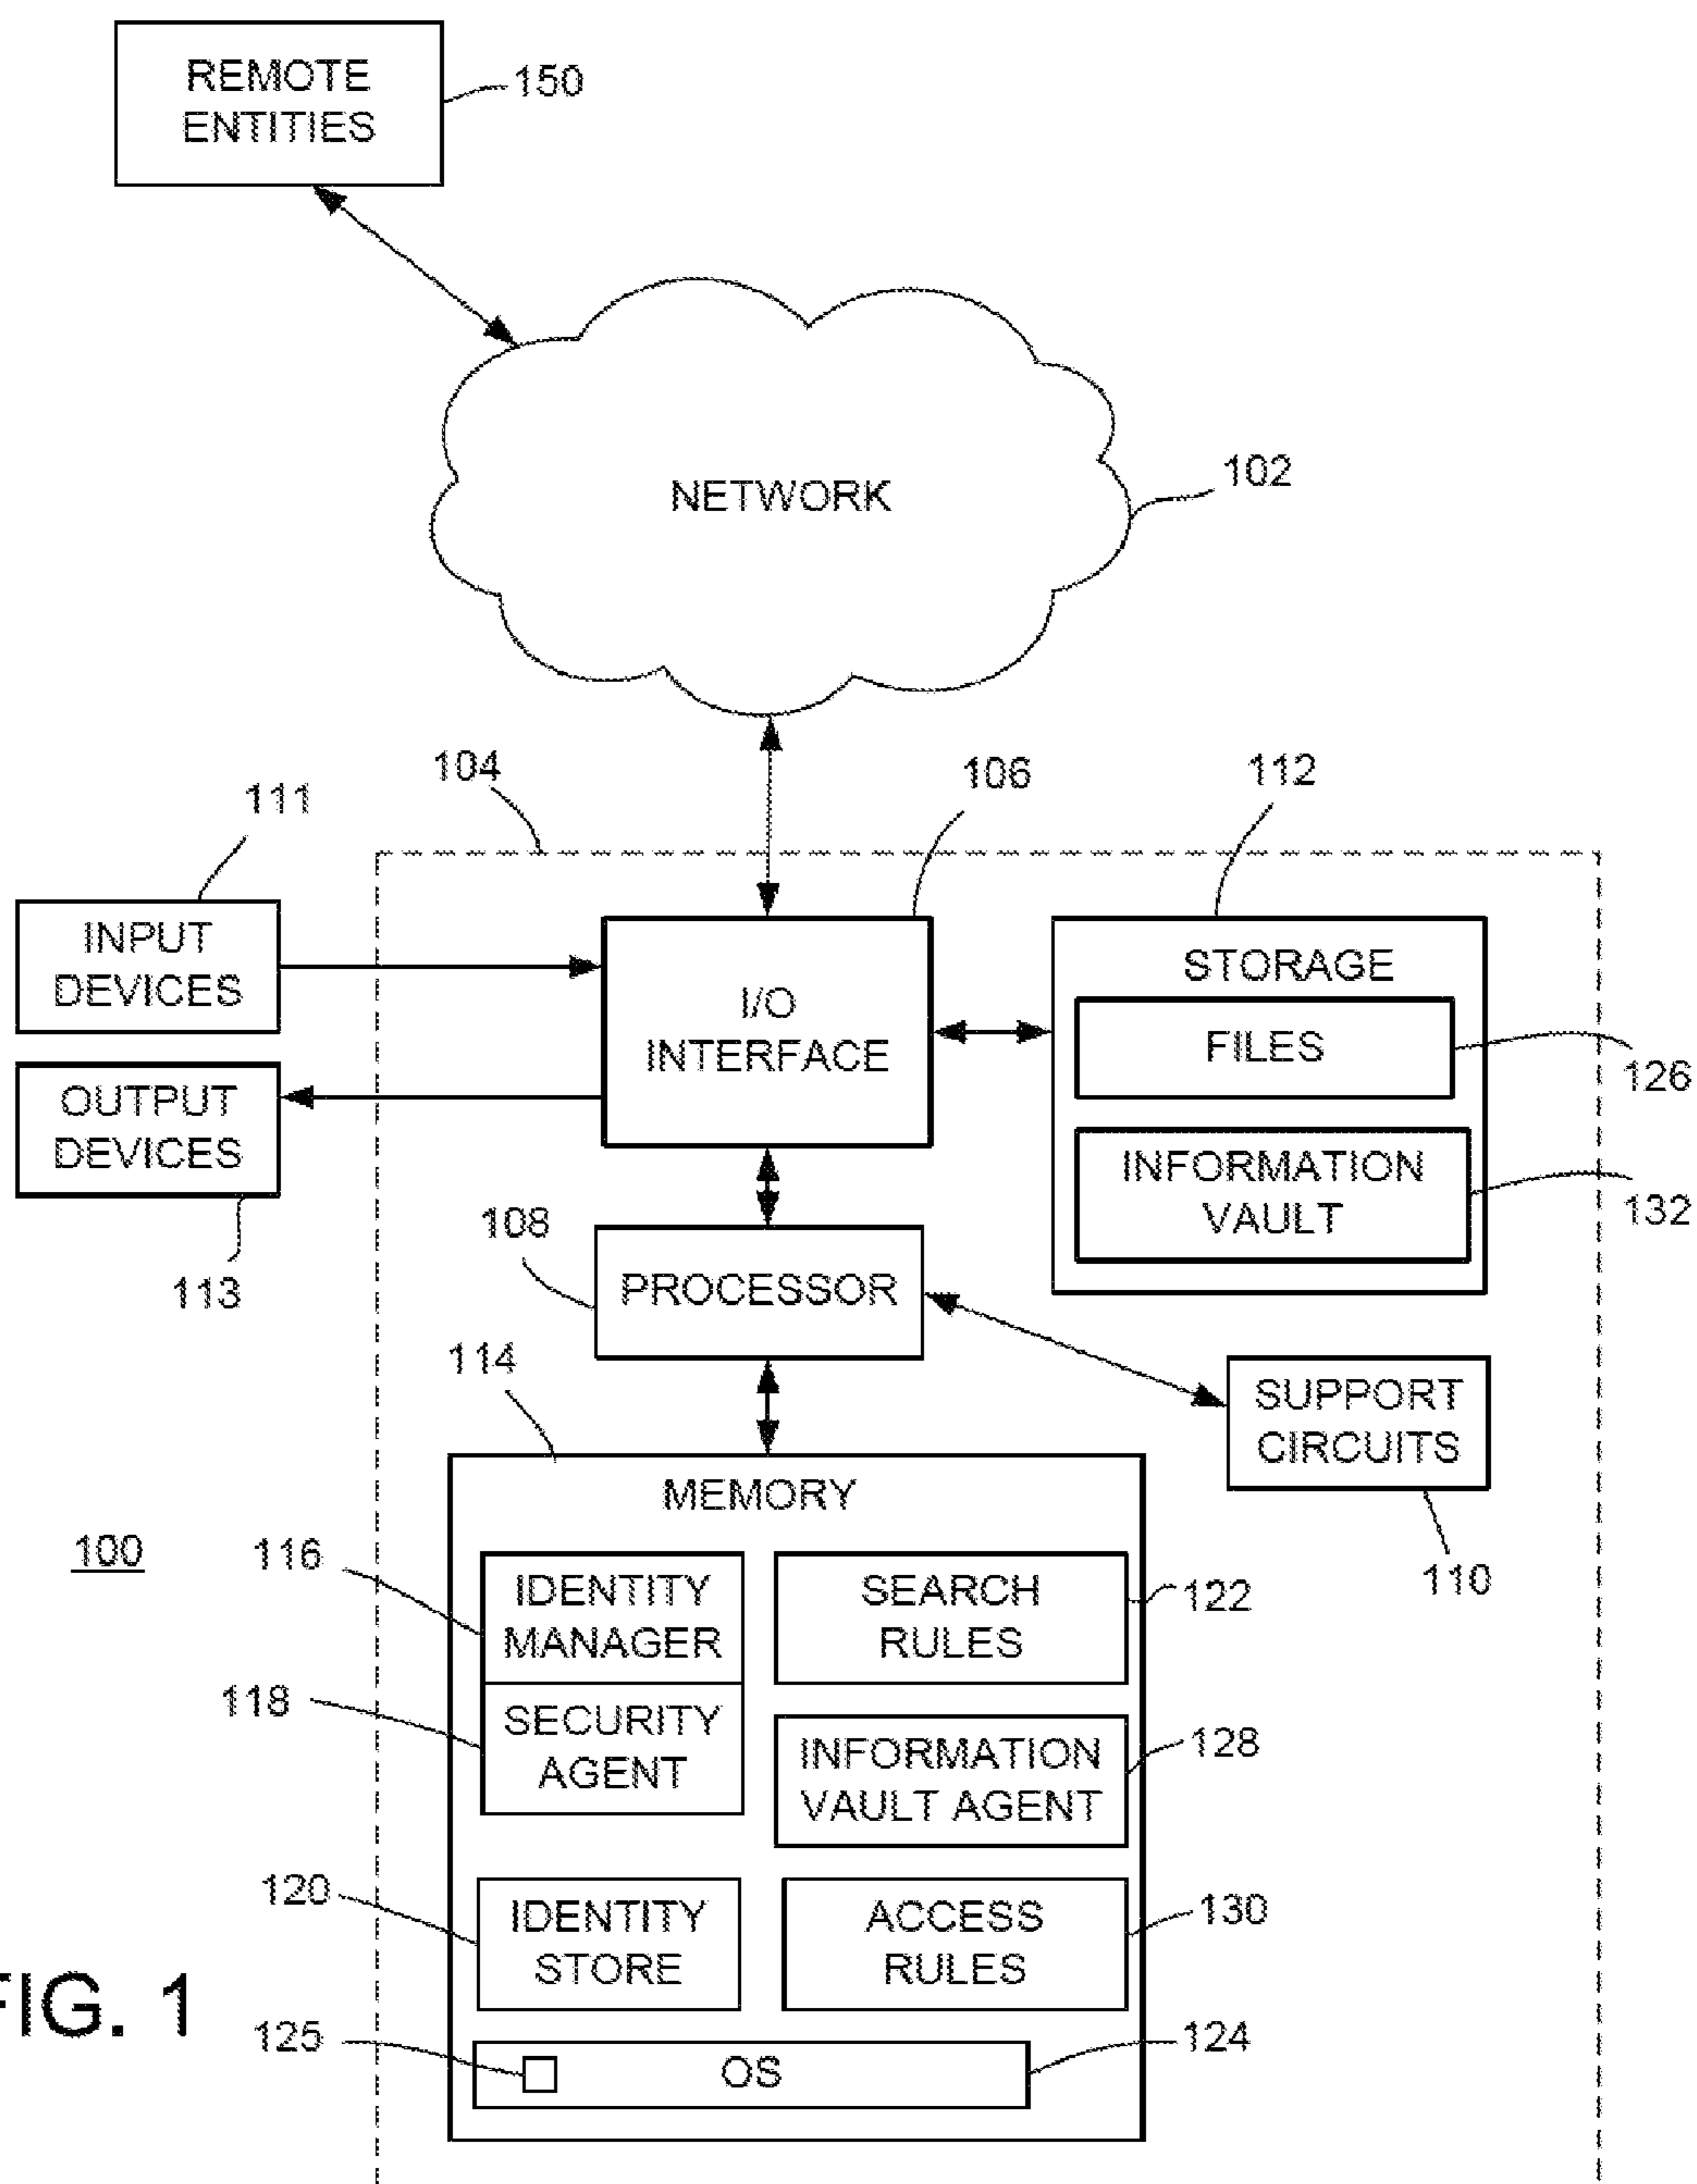 REMOTE
ENTITIES
150
NETWORK
102
104
106
112
111
INPUT
DEVICES
I/O
INTERFACE
STORAGE
FILES
126
OUTPUT
DEVICES
113
INFORMATION
VAULT
132
108
PROCESSOR
114
SUPPORT
CIRCUITS
110
MEMORY
100
116
IDENTITY
MANAGER
SEARCH
RULES
122
118
SECURITY
AGENT
INFORMATION
VAULT AGENT
128
120
IDENTITY
STORE
ACCESS
RULES
130
FIG. 1
125
OS
124